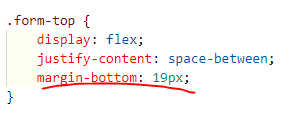 .form-top {
    display: flex;
    justify-content: space-between;
    margin-bottom: 19px;
}